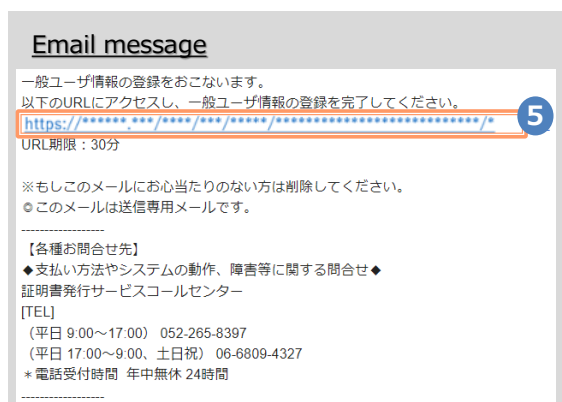 Email message
一般ユーザ情報の登録をおこないます。
以下のURLにアクセスし、一般ユーザ情報の登録を完了してください。
https://******.***/****/***/*****/****************************/*
5
URL期限：30分
※もしこのメールにお心当たりのない方は削除してください。
◎このメールは送信専用メールです。
------------------
【各種お問合せ先】
◆支払い方法やシステムの動作、障害等に関する問合せ◆
証明書発行サービスコールセンター
[TEL]
（平日 9:00～17:00） 052-265-8397
（平日 17:00～9:00、土日祝） 06-6809-4327
＊電話受付時間 年中無休 24時間
------------------